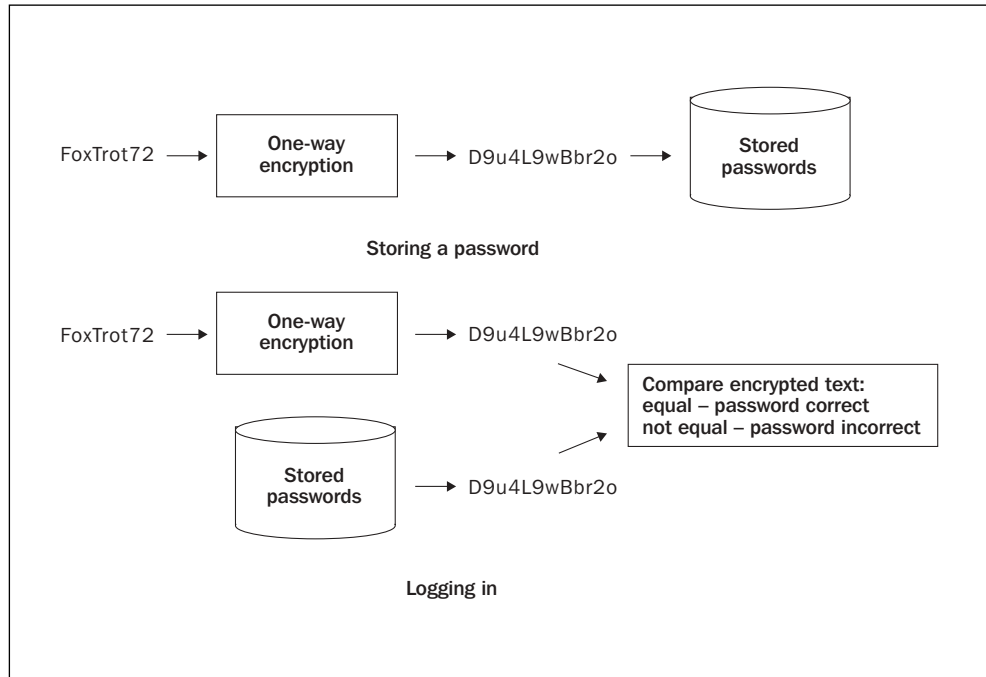 FoxTrot72
One-way
encryption
D9u4L9wBbr2o
Stored
passwords
Storing a password
FoxTrot72
One-way
encryption
D9u4L9wBbr2o
Compare encrypted text:
equal – password correct
not equal – password incorrect
Stored
passwords
D9u4L9wBbr2o
Logging in